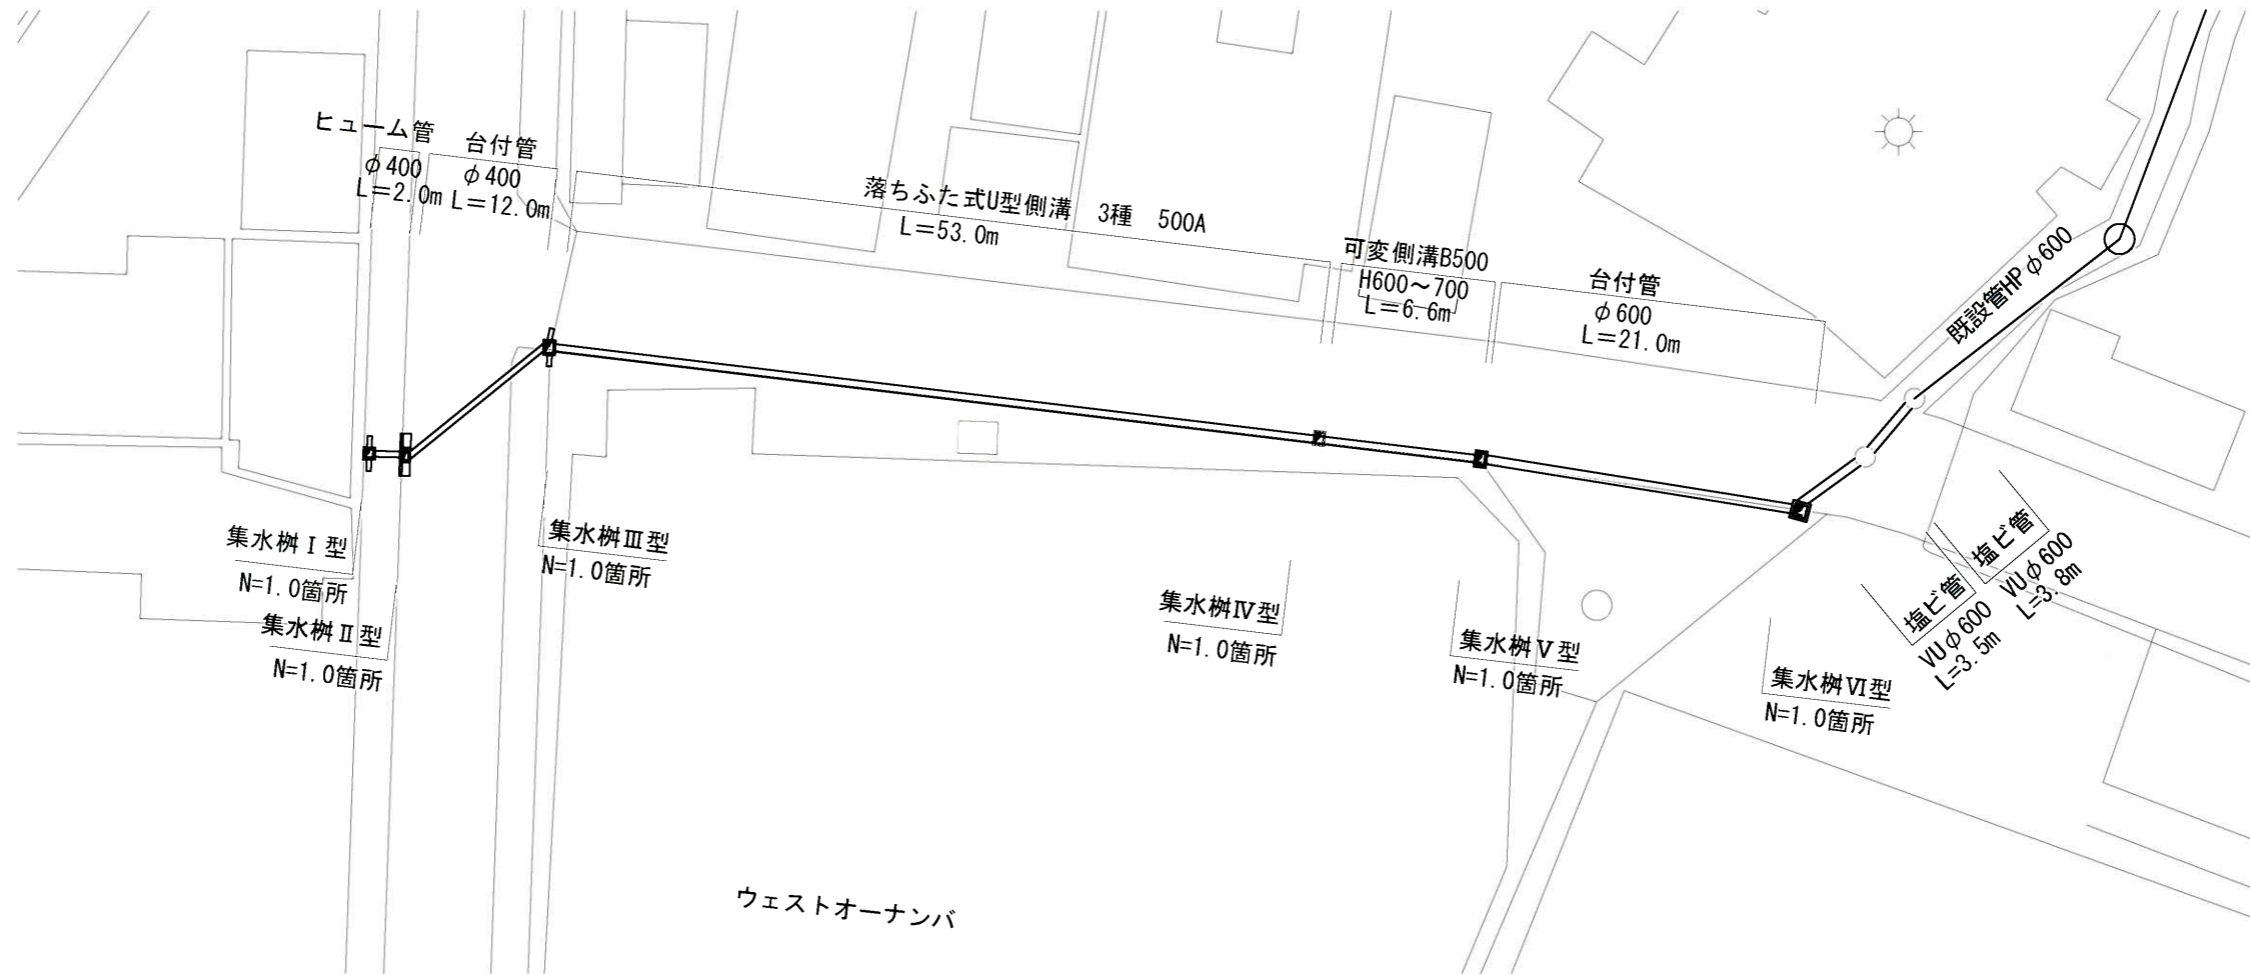 ヒューム管
φ400
L=2.0m
台付管
φ400
L=12.0m
落ちふた式U型側溝　3種　500A
L=53.0m
可変側溝B500
H600～700
L=6.6m
台付管
φ600
L=21.0m
既設管HPφ600
集水桝Ⅰ型
N=1.0箇所
集水桝Ⅱ型
N=1.0箇所
集水桝Ⅲ型
N=1.0箇所
集水桝Ⅳ型
N=1.0箇所
集水桝Ⅴ型
N=1.0箇所
集水桝Ⅵ型
N=1.0箇所
塩ビ管
VUφ600
L=3.5m
塩ビ管
VUφ600
L=3.8m
ウェストオーナンバ